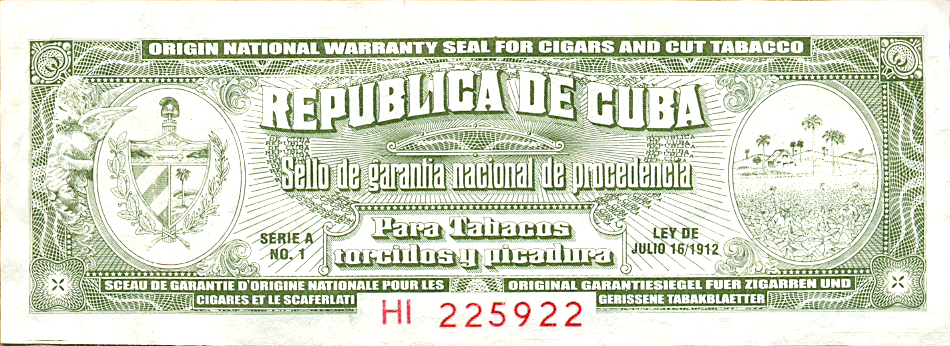 ORIGIN NATIONAL WARRANTY SEAL FOR CIGARS AND CUT TABACCO
REPUBLICA DE CUBA
Sello de garantia nacional de procedencia
SERIE A
NO. 1
Para Tabacos
torcidos y picadura
LEY DE
JULIO 16/1912
SCEAU DE GARANTIE D'ORIGINE NATIONALE POUR LES
CIGARES ET LE SCAFERLATI
ORIGINAL GARANTIESIEGEL FUER ZIGARREN UND
GERISSENE TABAKBLAETTER
HI 225922